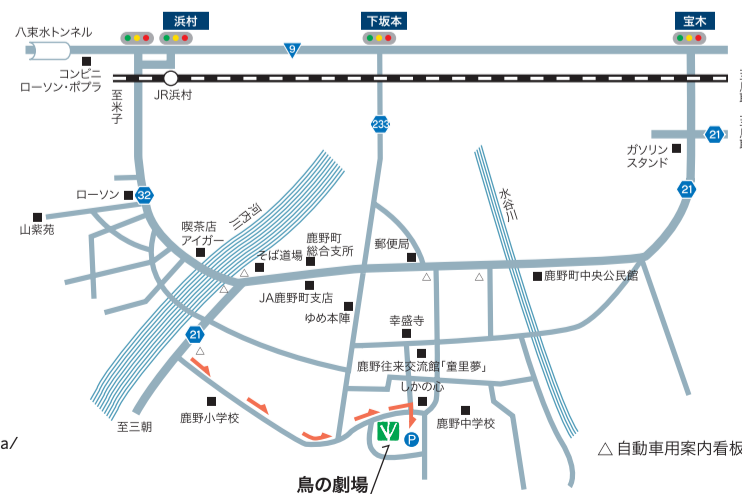 浜村
下坂本
宝木
八東水トンネル
9
コンビニ
ローソン・ポプラ
至米子
JR浜村
233
21
ガソリン
スタンド
ローソン
32
21
山紫苑
喫茶店
アイガー
河内川
水谷川
そば道場
鹿野町
総合支所
郵便局
鹿野町中央公民館
JA鹿野町支店
ゆめ本陣
幸盛寺
21
鹿野往来交流館「童里夢」
しかの心
鹿野小学校
鹿野中学校
至三朝
P
a/
△ 自動車用案内看板
鳥の劇場